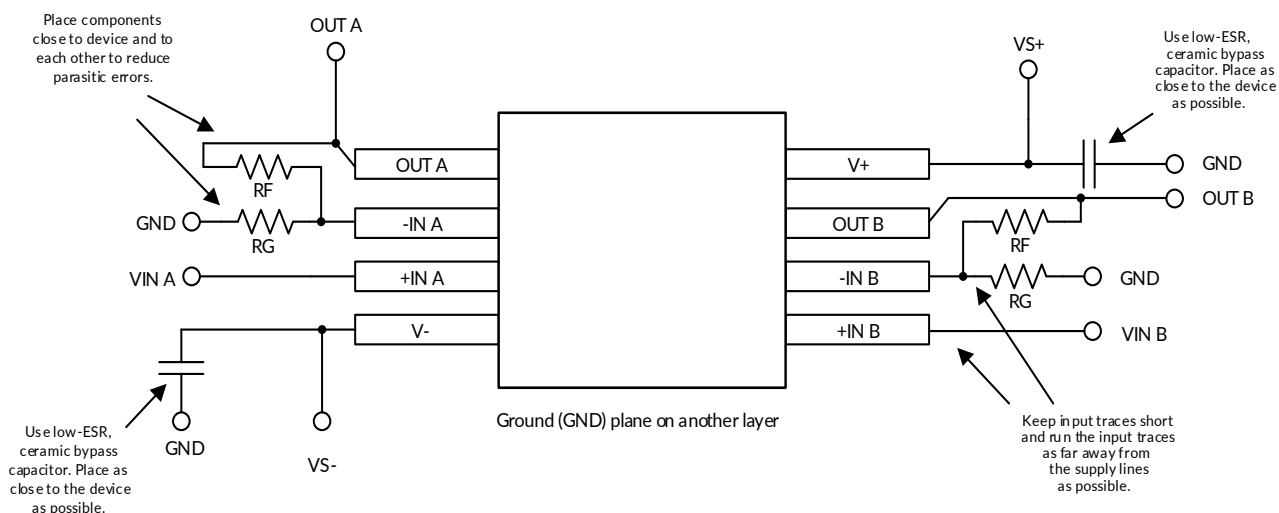 Place components
close to device and to
each other to reduce
parasitic errors.
OUT A
VS+
Use low-ESR,
ceramic bypass
capacitor. Place as
close to the device
as possible.
OUT A
RF
GND
RG
-IN A
VIN A
+IN A
V-
V+
GND
OUT B
OUT B
RF
-IN B
RG
GND
+IN B
VIN B
Use low-ESR,
ceramic bypass
capacitor. Place as
close to the device
as possible.
GND
VS-
Ground (GND) plane on another layer
Keep input traces short
and run the input traces
as far away from
the supply lines
as possible.